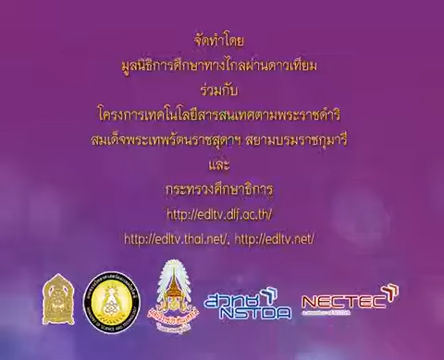 จัดทำโดย
มูลนิธิการศึกษาทางไกลผ่านดาวเทียม
ร่วมกับ
โครงการเทคโนโลยีสารสนเทศตามพระราชดำริ
สมเด็จพระเทพรัตนราชสุดาฯ สยามบรมราชกุมารี
และ
กระทรวงศึกษาธิการ
http://edltv.dlf.ac.th/
http://edltv.thai.net/, http://edltv.net/
สวทช
NSTDA
NECTEC